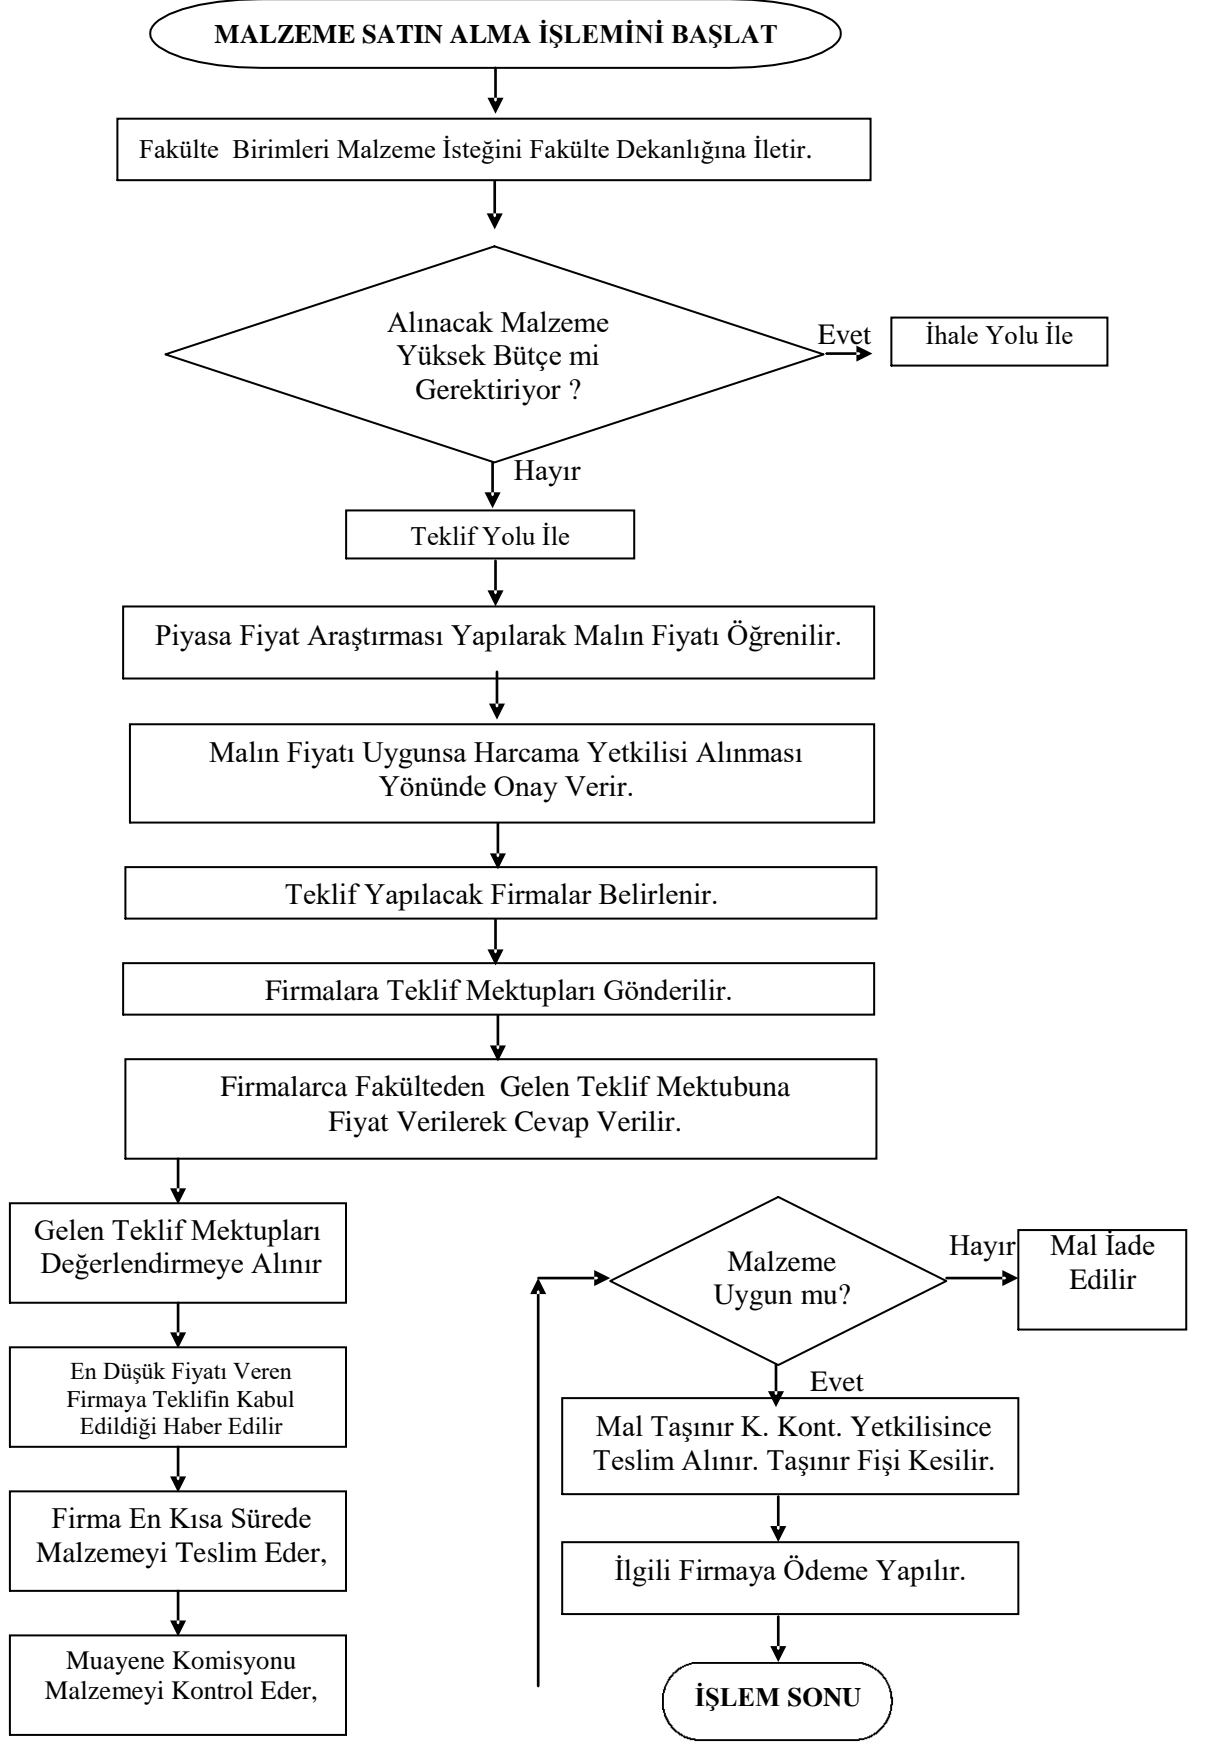 MALZEME SATIN ALMA İŞLEMİNİ BAŞLAT
Fakülte  Birimleri Malzeme İsteğini Fakülte Dekanlığına İletir.
Alınacak Malzeme
Yüksek Bütçe mi
Gerektiriyor ?
Evet
İhale Yolu İle
Hayır
Teklif Yolu İle
Piyasa Fiyat Araştırması Yapılarak Malın Fiyatı Öğrenilir.
Malın Fiyatı Uygunsa Harcama Yetkilisi Alınması
Yönünde Onay Verir.
Teklif Yapılacak Firmalar Belirlenir.
Firmalara Teklif Mektupları Gönderilir.
Firmalarca Fakülteden  Gelen Teklif Mektubuna
Fiyat Verilerek Cevap Verilir.
Gelen Teklif Mektupları
Değerlendirmeye Alınır
En Düşük Fiyatı Veren
Firmaya Teklifin Kabul
Edildiği Haber Edilir
Firma En Kısa Sürede
Malzemeyi Teslim Eder,
Muayene Komisyonu
Malzemeyi Kontrol Eder,
Malzeme
Uygun mu?
Hayır
Mal İade
Edilir
Evet
Mal Taşınır K. Kont. Yetkilisince
Teslim Alınır. Taşınır Fişi Kesilir.
İlgili Firmaya Ödeme Yapılır.
İŞLEM SONU